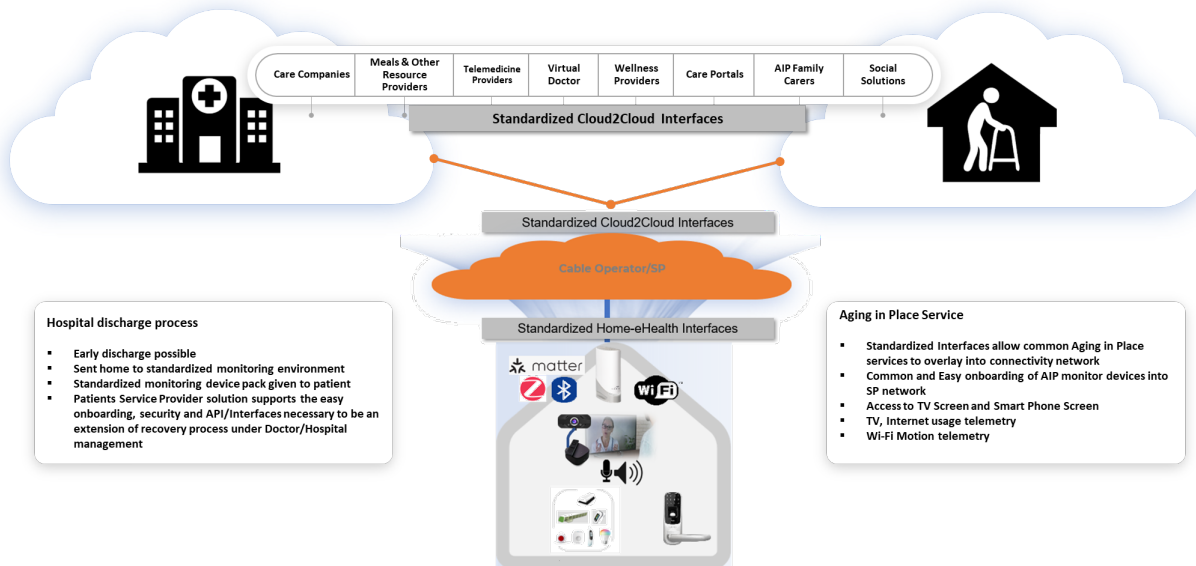 Care Companies
Meals & Other
Resource
Providers
Telemedicine
Providers
Virtual
Doctor
Wellness
Providers
Care Portals
AIP Family
Carers
Social
Solutions
Standardized Cloud2Cloud Interfaces
Standardized Cloud2Cloud Interfaces
Cable Operator/SP
Standardized Home-eHealth Interfaces
matter
WiFi
Hospital discharge process
▪ Early discharge possible
▪ Sent home to standardized monitoring environment
▪ Standardized monitoring device pack given to patient
▪ Patients Service Provider solution supports the easy
onboarding, security and API/Interfaces necessary to be an
extension of recovery process under Doctor/Hospital
management
Aging in Place Service
▪ Standardized Interfaces allow common Aging in Place
services to overlay into connectivity network
▪ Common and Easy onboarding of AIP monitor devices into
SP network
▪ Access to TV Screen and Smart Phone Screen
▪ TV, Internet usage telemetry
▪ Wi-Fi Motion telemetry